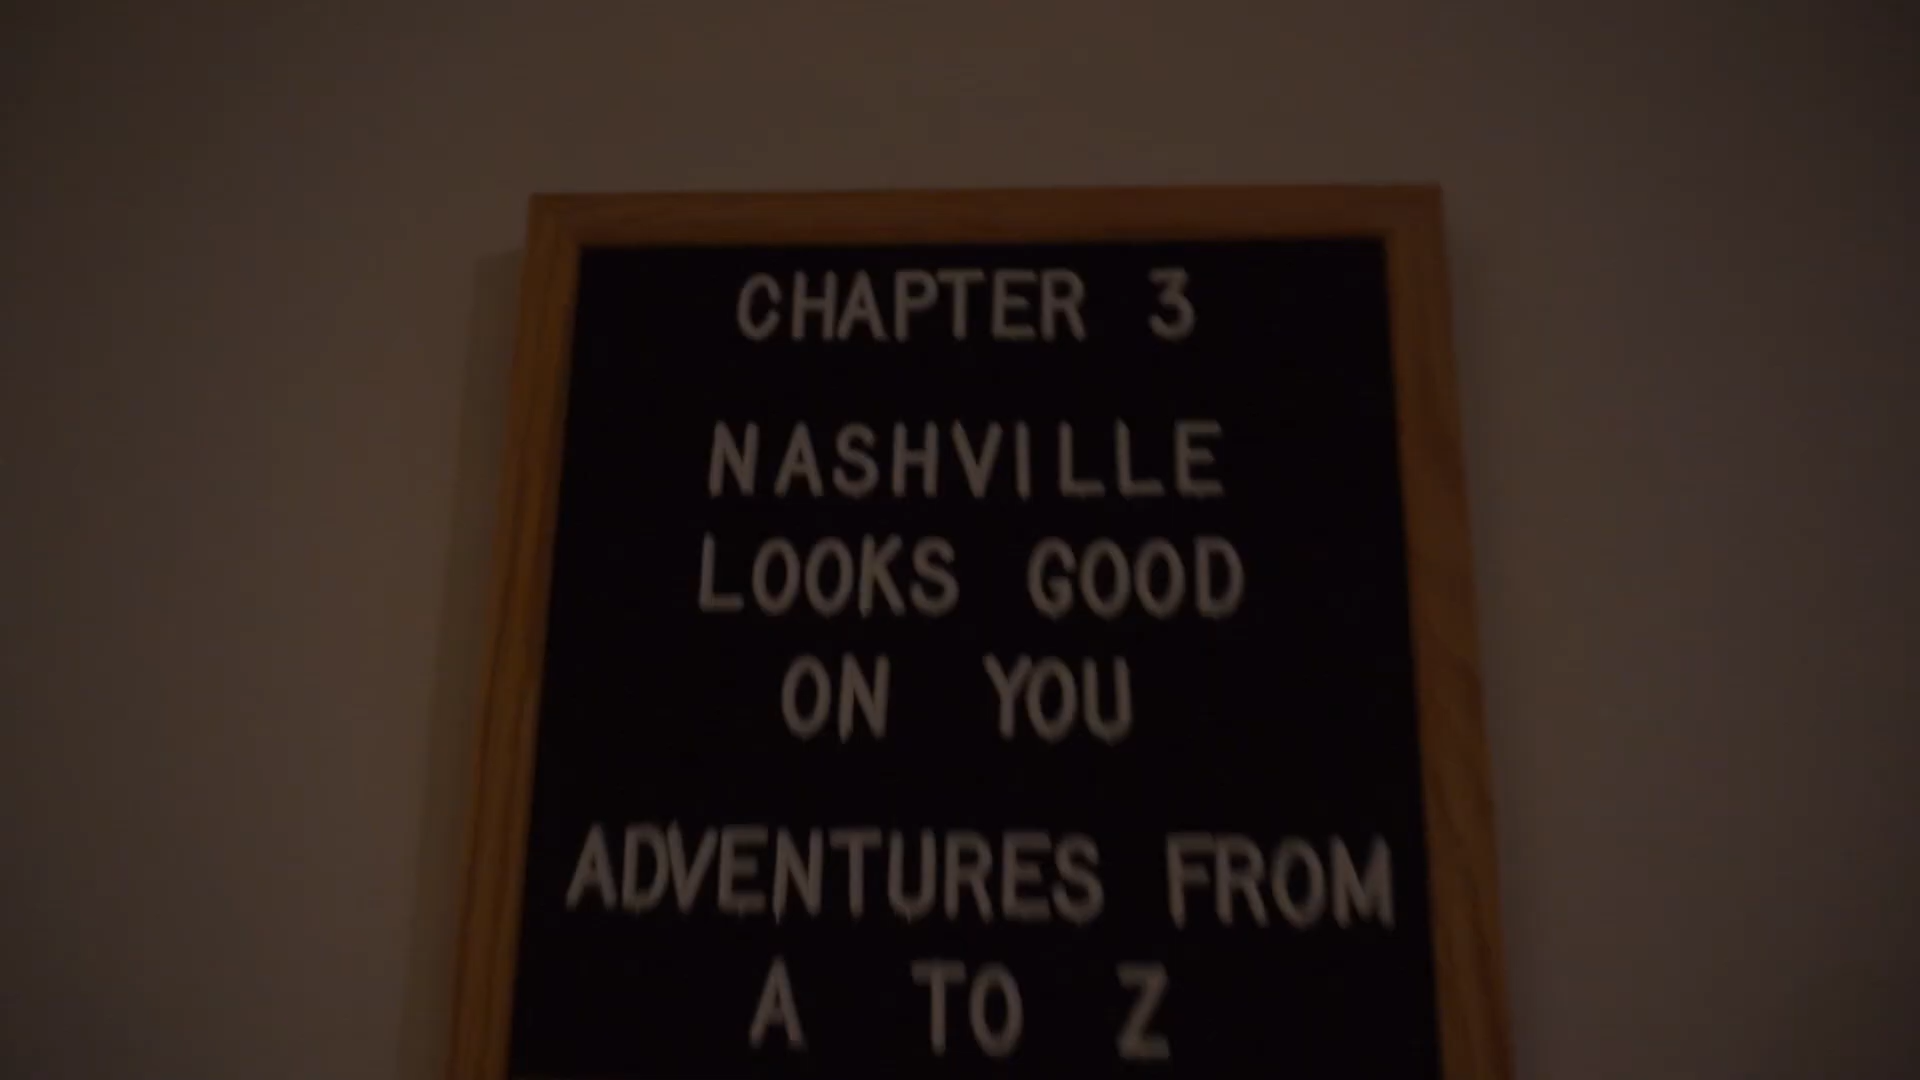 CHAPTER 3
NASHVILLE
LOOKS GOOD
ON YOU
ADVENTURES FROM
A TO Z